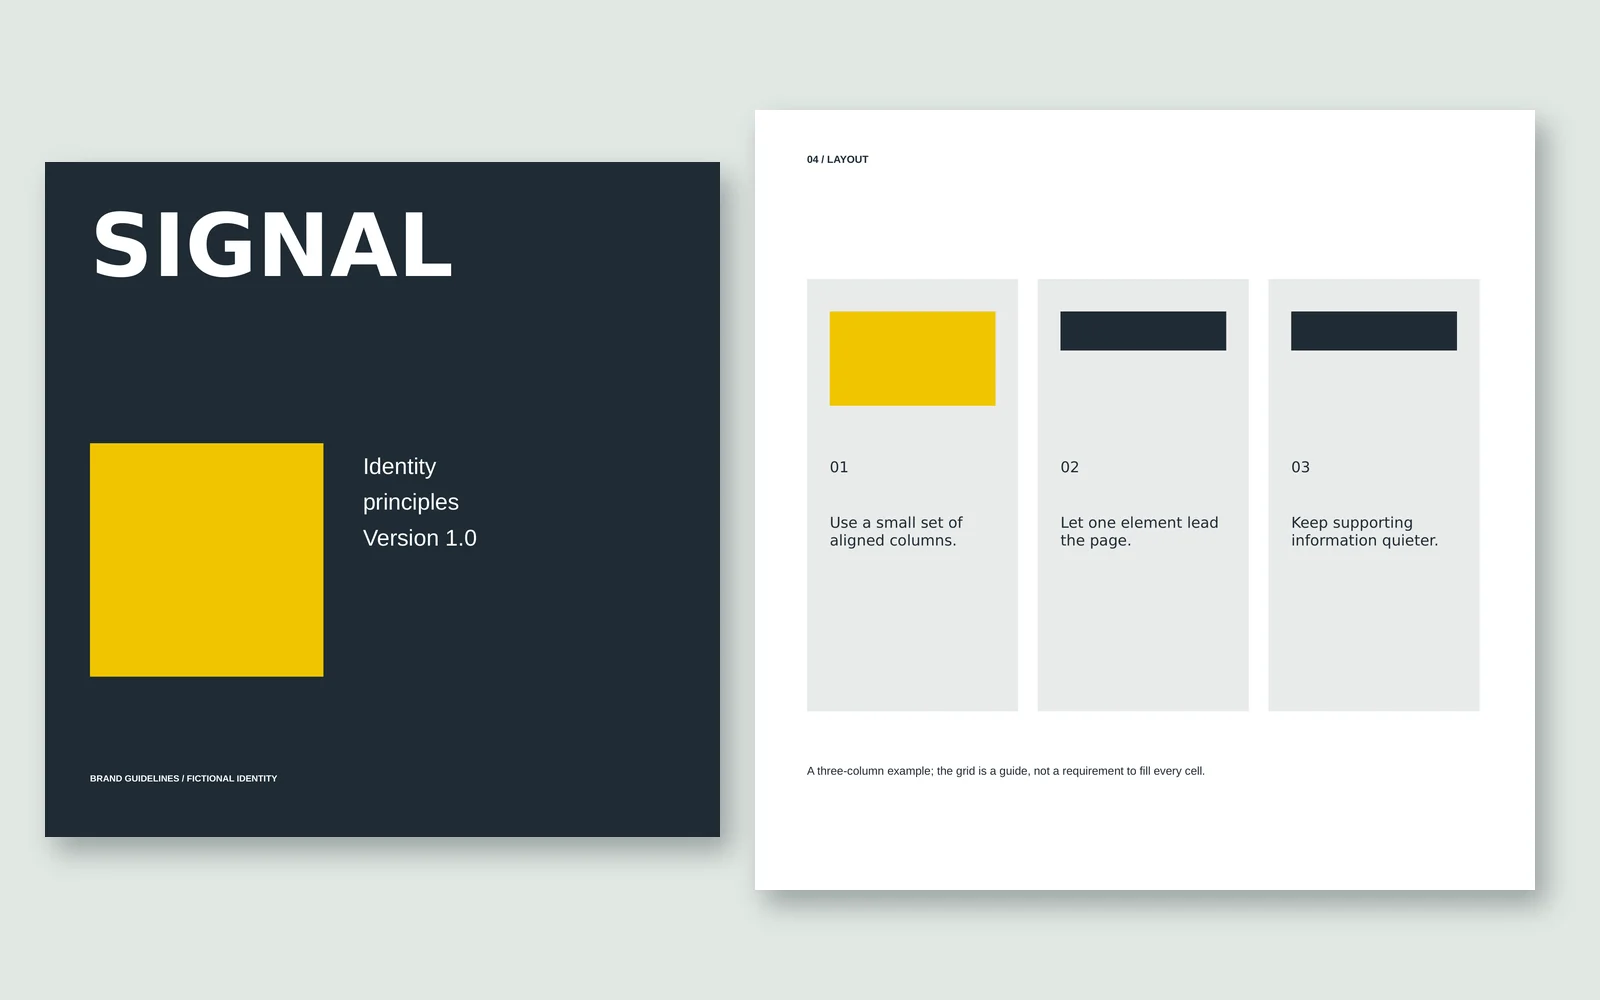 SIGNAL
Identity
principles
Version 1.0
BRAND GUIDELINES / FICTIONAL IDENTITY
04 / LAYOUT
01
Use a small set of
aligned columns.
02
Let one element lead
the page.
03
Keep supporting
information quieter.
A three-column example; the grid is a guide, not a requirement to fill every cell.